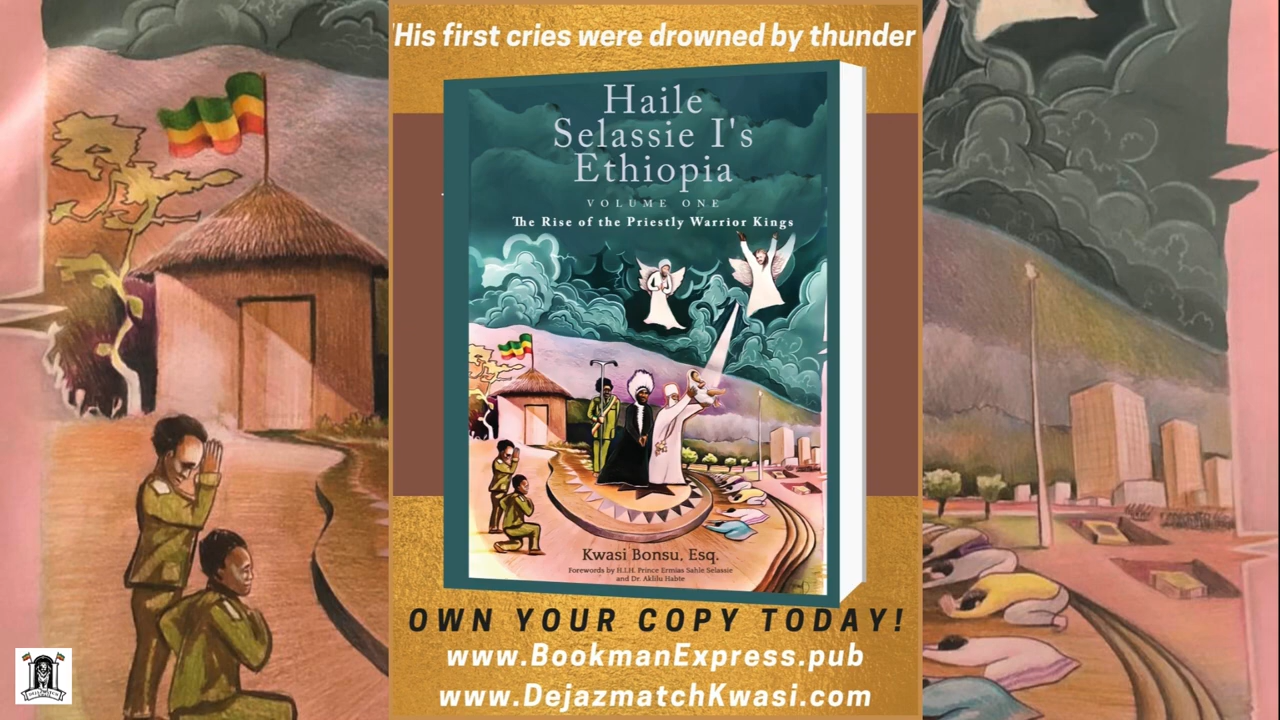 "His first cries were drowned by thunder
Haile
Selassie I's
Ethiopia
VOLUME ONE
The Rise of the Priestly Warrior Kings
Kwasi Bonsu, Esq.
Forewords by H.I.H. Prince Ermias Sahle Selassie
and Dr. Aklilu Habte
OWN YOUR COPY TODAY!
www.BookmanExpress.pub
www.DejazmatchKwasi.com